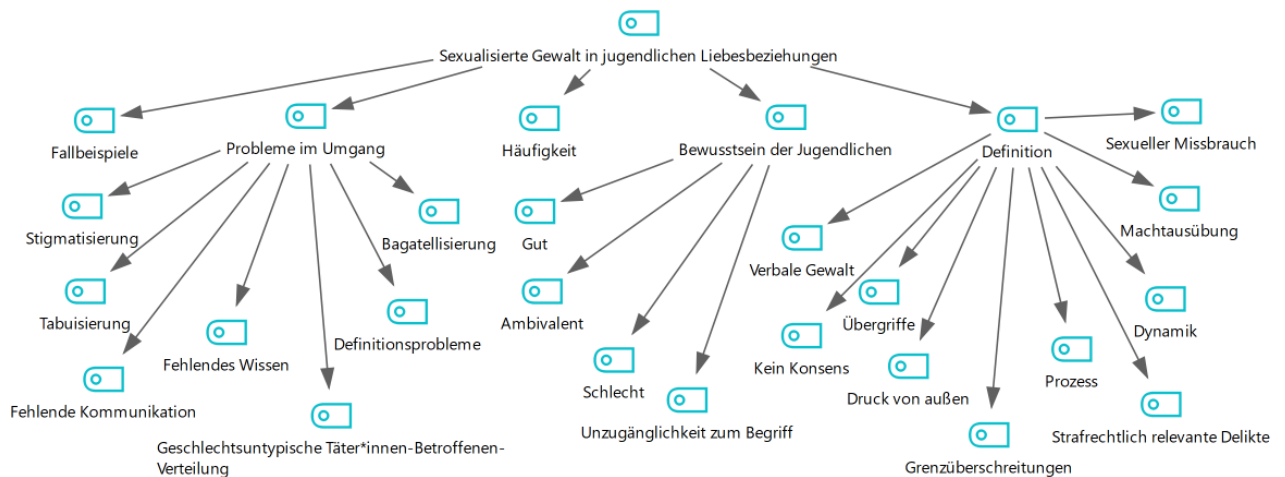 Sexualisierte Gewalt in jugendlichen Liebesbeziehungen
Fallbeispiele
Probleme im Umgang
Häufigkeit
Bewusstsein der Jugendlichen
Definition
Sexueller Missbrauch
Stigmatisierung
Bagatellisierung
Gut
Verbale Gewalt
Machtausübung
Tabuisierung
Definitionsprobleme
Ambivalent
Übergriffe
Dynamik
Fehlendes Wissen
Kein Konsens
Fehlende Kommunikation
Schlecht
Druck von außen
Prozess
Geschlechtsuntypische Täter*innen-Betroffenen-
Verteilung
Unzugänglichkeit zum Begriff
Strafrechtlich relevante Delikte
Grenzüberschreitungen